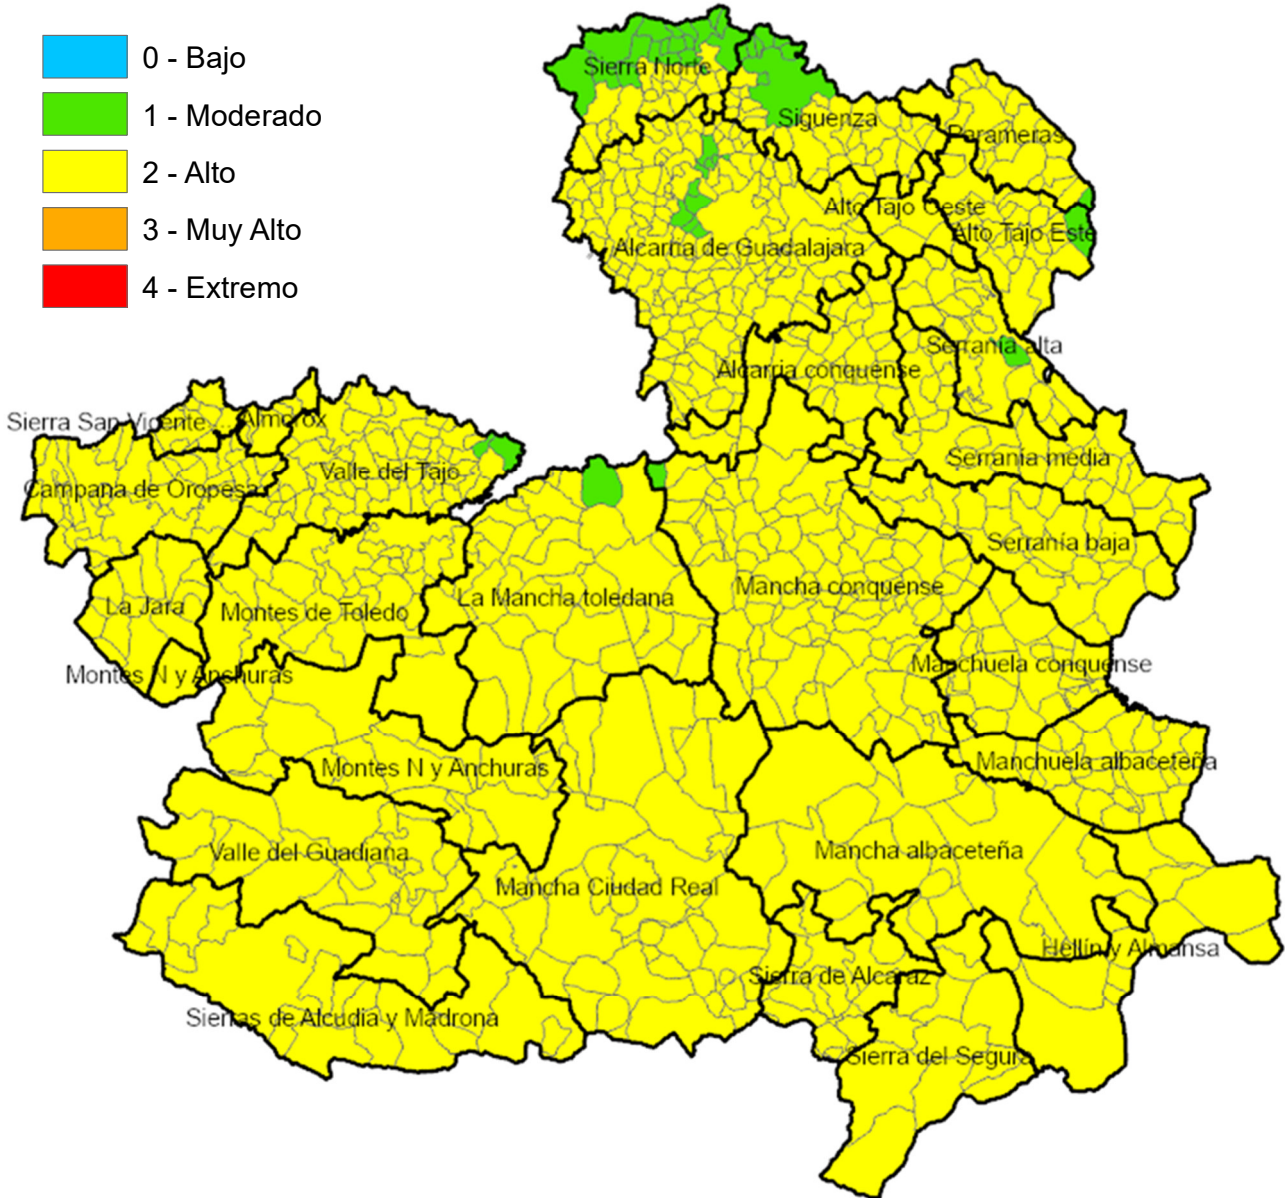 0 - Bajo
1 - Moderado
2 - Alto
3 - Muy Alto
4 - Extremo
Sierra Norte
Siguenza
Parameras
Alto Tajo Oeste
Alto Tajo Este
Alcarria de Guadalajara
Serranía alta
Alcarria conquense
Sierra San Vicente
Almorox
Serranía media
Valle del Tajo
Campana de Oropesa
Serranía baja
Mancha conquense
La Mancha toledana
La Jara
Montes de Toledo
Manchuela conquense
Montes N y Anchuras
Manchuela albaceteña
Montes N y Anchuras
Mancha albaceteña
Valle del Guadiana
Mancha Ciudad Real
Hellín y Almansa
Sierra de Alcaraz
Sierras de Alcudia y Madrona
Sierra del Segura